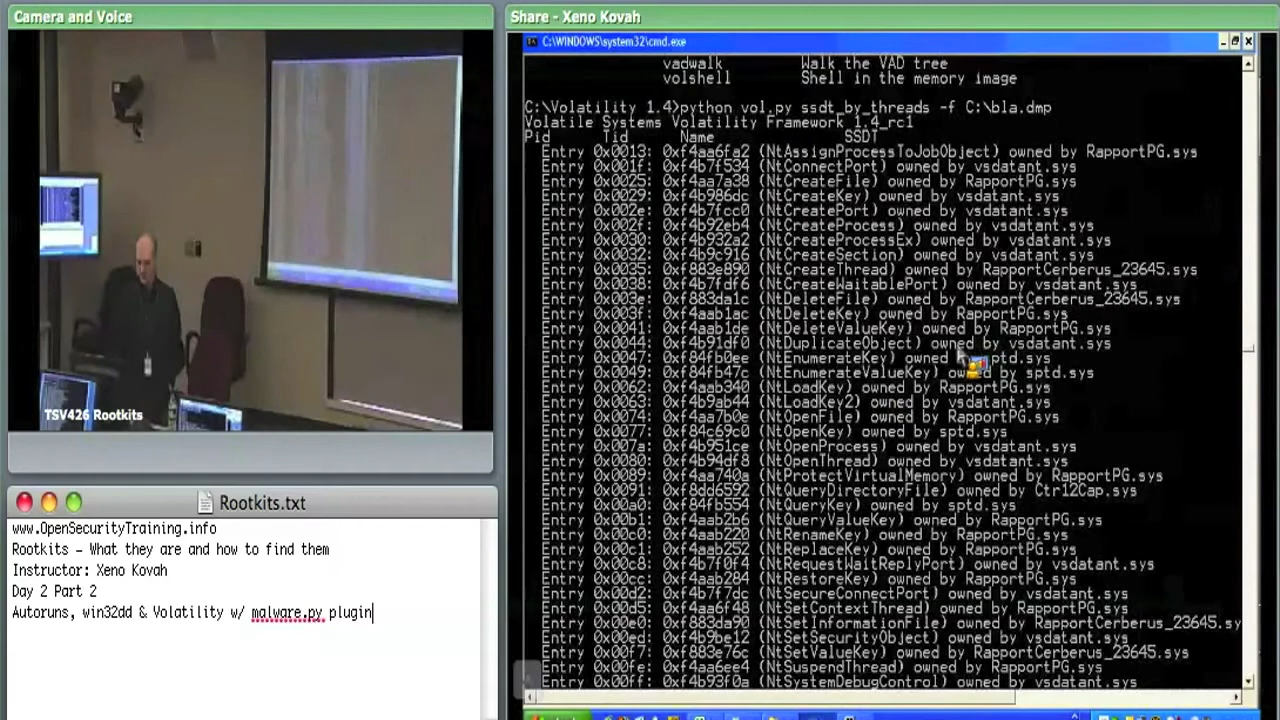 Camera and Voice
TSV426 Rootkits
Rootkits.txt
www.OpenSecurityTraining.info
Rootkits – What they are and how to find them
Instructor: Xeno Kovah
Day 2 Part 2
Autoruns, win32dd & Volatility w/ malware.py plugin
Share - Xeno Kovah
C:\WINDOWS\system32\cmd.exe
vadwalk Walk the VAD tree
volshell Shell in the memory image
C:\Volatility 1.4>python vol.py ssdt_by_threads -f C:\bla.dmp
Volatile Systems Volatility Framework 1.4_rc1
Pid Tid Name SSDT
Entry 0x0013: 0xf4aa6fa2 (NtAssignProcessToJobObject) owned by RapportPG.sys
Entry 0x001f: 0xf4b7f534 (NtConnectPort) owned by vsdatant.sys
Entry 0x0025: 0xf4aa7a38 (NtCreateFile) owned by RapportPG.sys
Entry 0x0029: 0xf4b986dc (NtCreateKey) owned by vsdatant.sys
Entry 0x002e: 0xf4b7fcc0 (NtCreatePort) owned by vsdatant.sys
Entry 0x002f: 0xf4b92eb4 (NtCreateProcess) owned by vsdatant.sys
Entry 0x0030: 0xf4b932a2 (NtCreateProcessEx) owned by vsdatant.sys
Entry 0x0032: 0xf4b9c916 (NtCreateSection) owned by vsdatant.sys
Entry 0x0035: 0xf883e890 (NtCreateThread) owned by RapportCerberus_23645.sys
Entry 0x0038: 0xf4b7fdf6 (NtCreateWaitablePort) owned by vsdatant.sys
Entry 0x003e: 0xf883da1c (NtDeleteFile) owned by RapportCerberus_23645.sys
Entry 0x003f: 0xf4aab1ac (NtDeleteKey) owned by RapportPG.sys
Entry 0x0041: 0xf4aab1de (NtDeleteValueKey) owned by RapportPG.sys
Entry 0x0044: 0xf4b91df0 (NtDuplicateObject) owned by vsdatant.sys
Entry 0x0047: 0xf84fb0ee (NtEnumerateKey) owned ptd.sys
Entry 0x0049: 0xf84fb47c (NtEnumerateValueKey) owned by sptd.sys
Entry 0x0062: 0xf4aab340 (NtLoadKey) owned by RapportPG.sys
Entry 0x0063: 0xf4b9ab44 (NtLoadKey2) owned by vsdatant.sys
Entry 0x0074: 0xf4aa7b0e (NtOpenFile) owned by RapportPG.sys
Entry 0x0077: 0xf84c69c0 (NtOpenKey) owned by sptd.sys
Entry 0x007a: 0xf4b951ce (NtOpenProcess) owned by vsdatant.sys
Entry 0x0080: 0xf4b94df8 (NtOpenThread) owned by vsdatant.sys
Entry 0x0089: 0xf4aa740a (NtProtectVirtualMemory) owned by RapportPG.sys
Entry 0x0091: 0xf8dd6592 (NtQueryDirectoryFile) owned by Ctr12Cap.sys
Entry 0x00a0: 0xf84fb554 (NtQueryKey) owned by sptd.sys
Entry 0x00b1: 0xf4aab2b6 (NtQueryValueKey) owned by RapportPG.sys
Entry 0x00c0: 0xf4aab220 (NtRenameKey) owned by RapportPG.sys
Entry 0x00c1: 0xf4aab252 (NtReplaceKey) owned by RapportPG.sys
Entry 0x00c8: 0xf4b7f0f4 (NtRequestWaitReplyPort) owned by vsdatant.sys
Entry 0x00cc: 0xf4aab284 (NtRestoreKey) owned by RapportPG.sys
Entry 0x00d2: 0xf4b7f7dc (NtSecureConnectPort) owned by vsdatant.sys
Entry 0x00d5: 0xf4aa6f48 (NtSetContextThread) owned by RapportPG.sys
Entry 0x00e0: 0xf883da90 (NtSetInformationFile) owned by RapportCerberus_23645.sy
Entry 0x00ed: 0xf4b9be12 (NtSetSecurityObject) owned by vsdatant.sys
Entry 0x00f7: 0xf883e76c (NtSetValueKey) owned by RapportCerberus_23645.sys
Entry 0x00fe: 0xf4aa6ee4 (NtSuspendThread) owned by RapportPG.sys
Entry 0x00ff: 0xf4b93f0a (NtSystemDebugControl) owned by vsdatant.sys